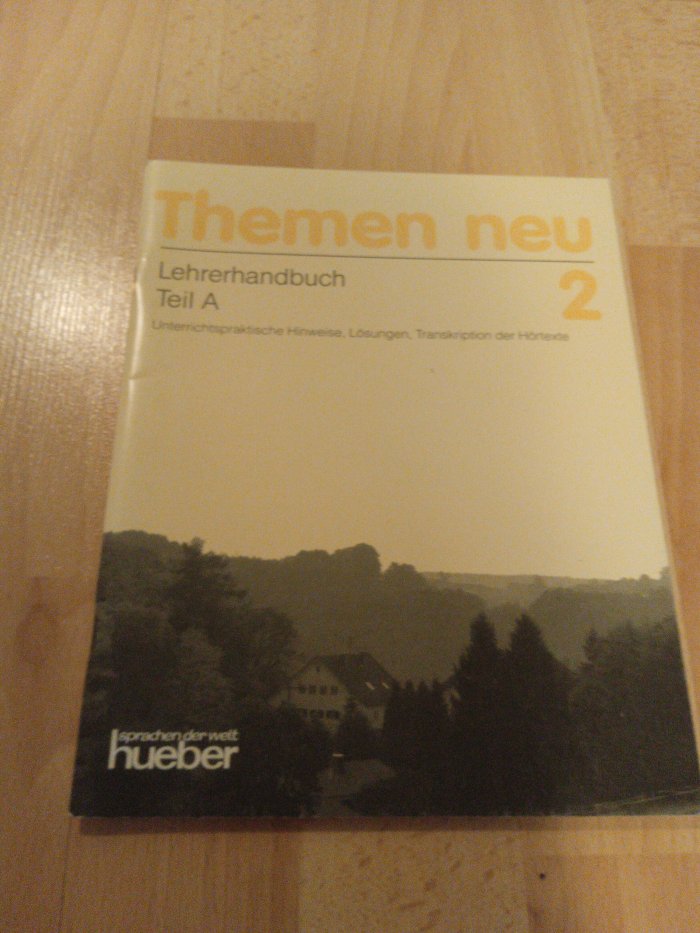 Themen neu
Lehrerhandbuch
Teil A
2
Unterrichtspraktische Hinweise, Lösungen, Transkription der Hörtexte
sprachen der welt
hueber